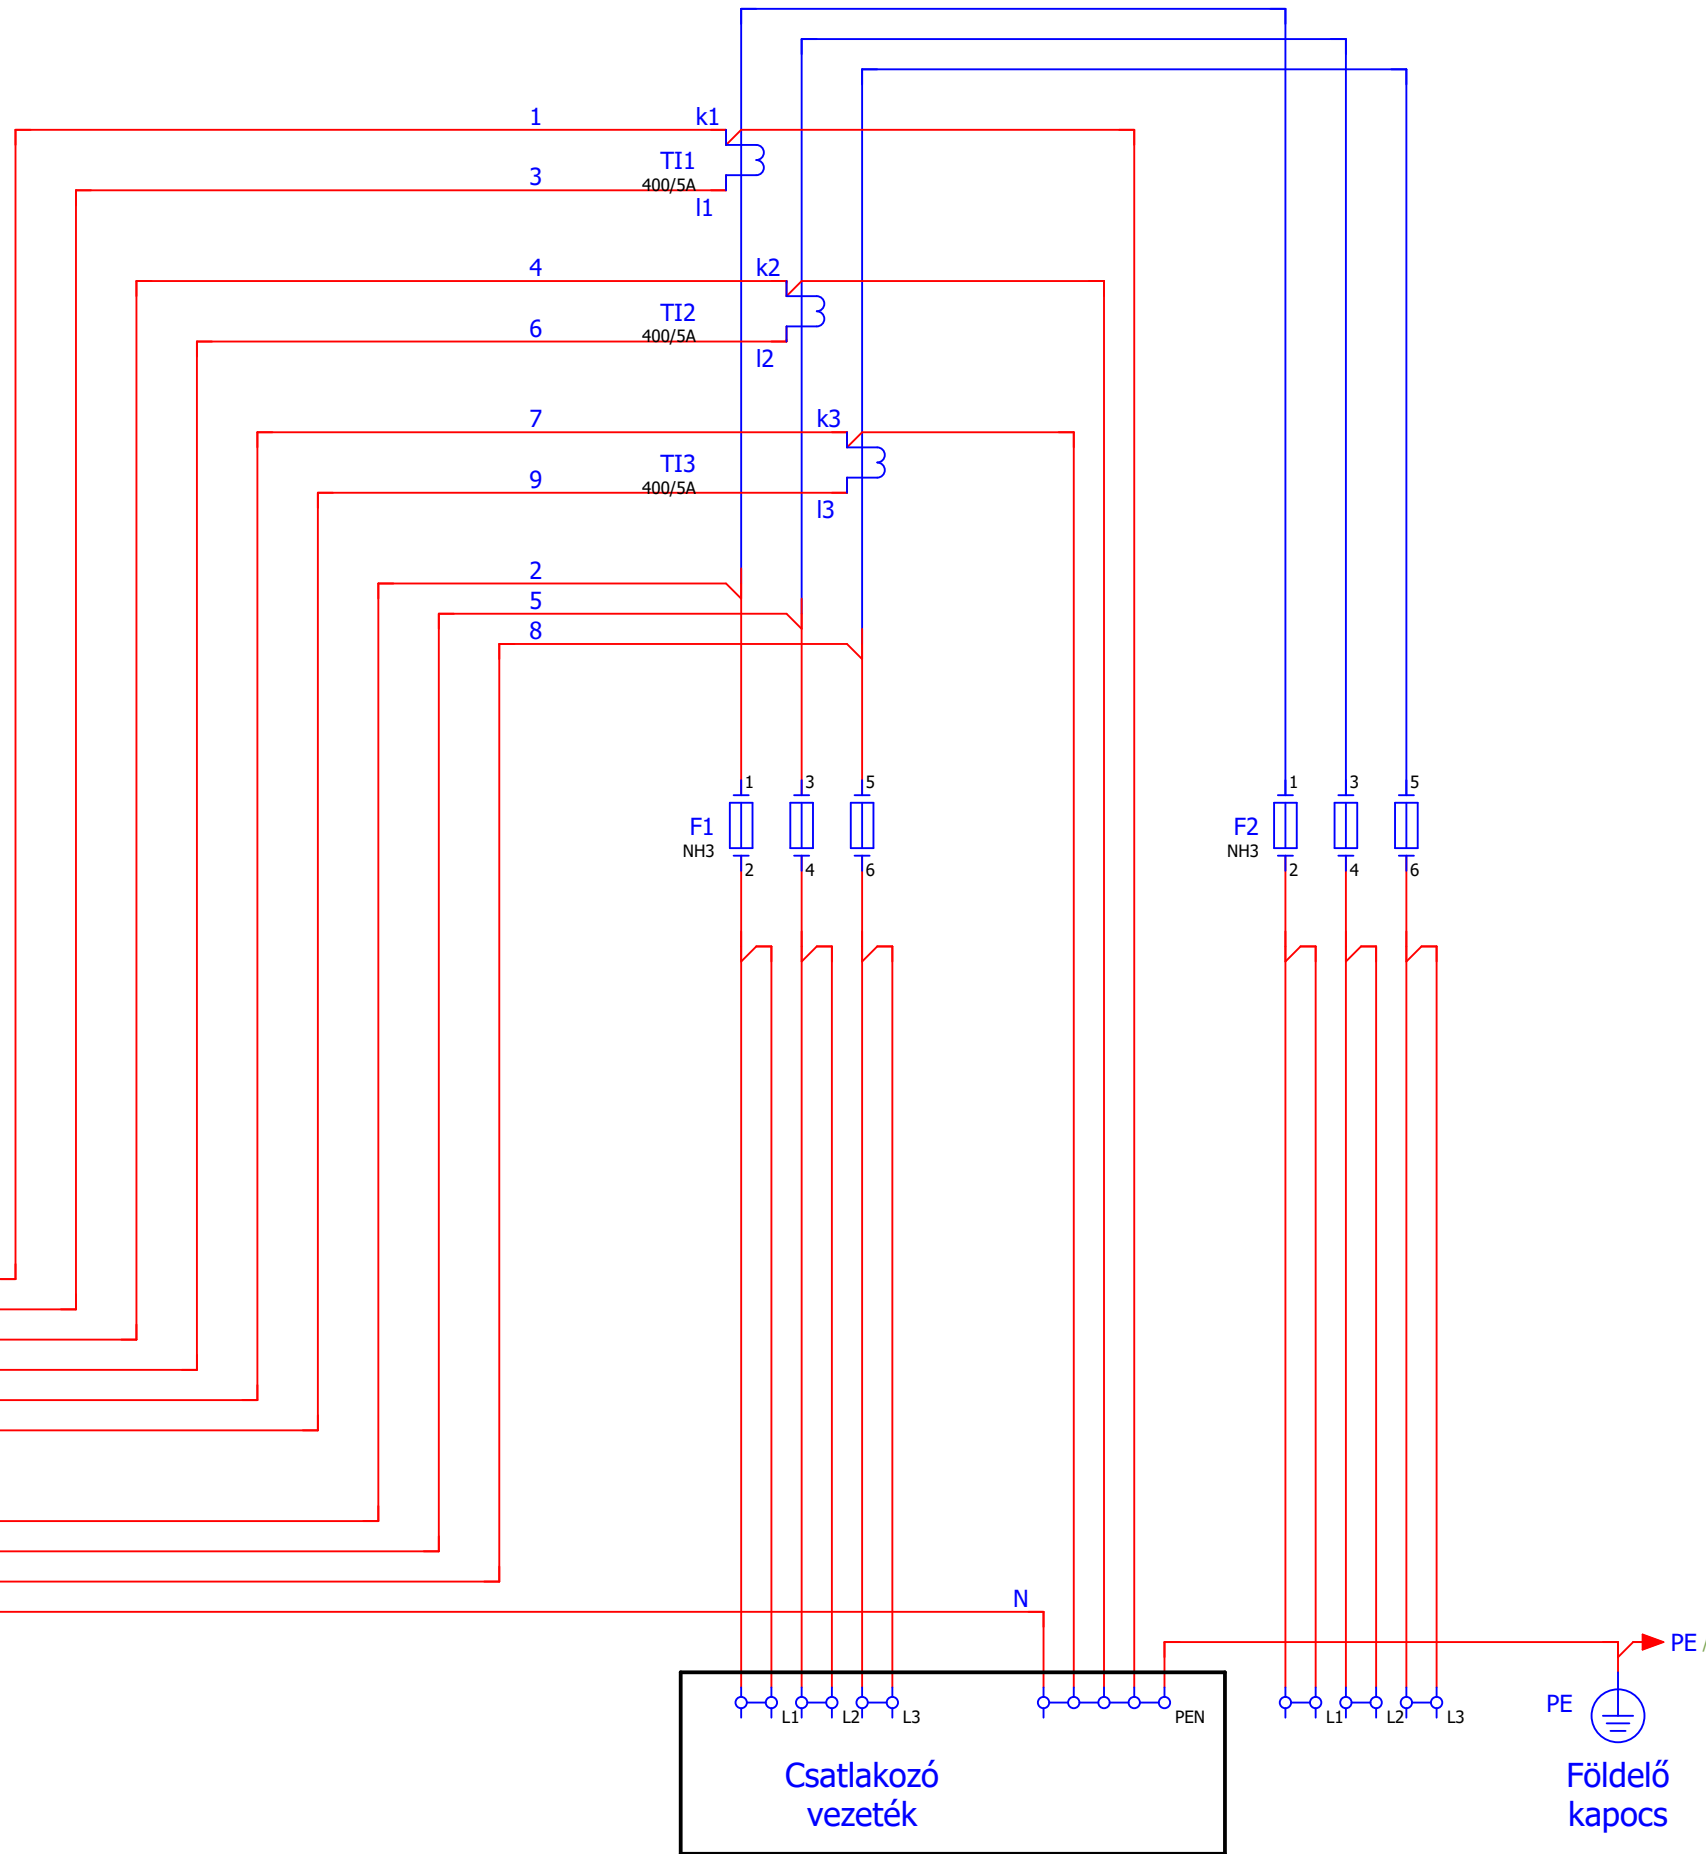 1
k1
TI1
400/5A
3
l1
4
k2
TI2
400/5A
6
l2
7
k3
TI3
400/5A
9
l3
2
5
8
1 3 5
F1
NH3
2 4 6
1 3 5
F2
NH3
2 4 6
N
PE /
L1 L2 L3
PEN
L1 L2 L3
PE
Csatlakozó
vezeték
Földelő
kapocs